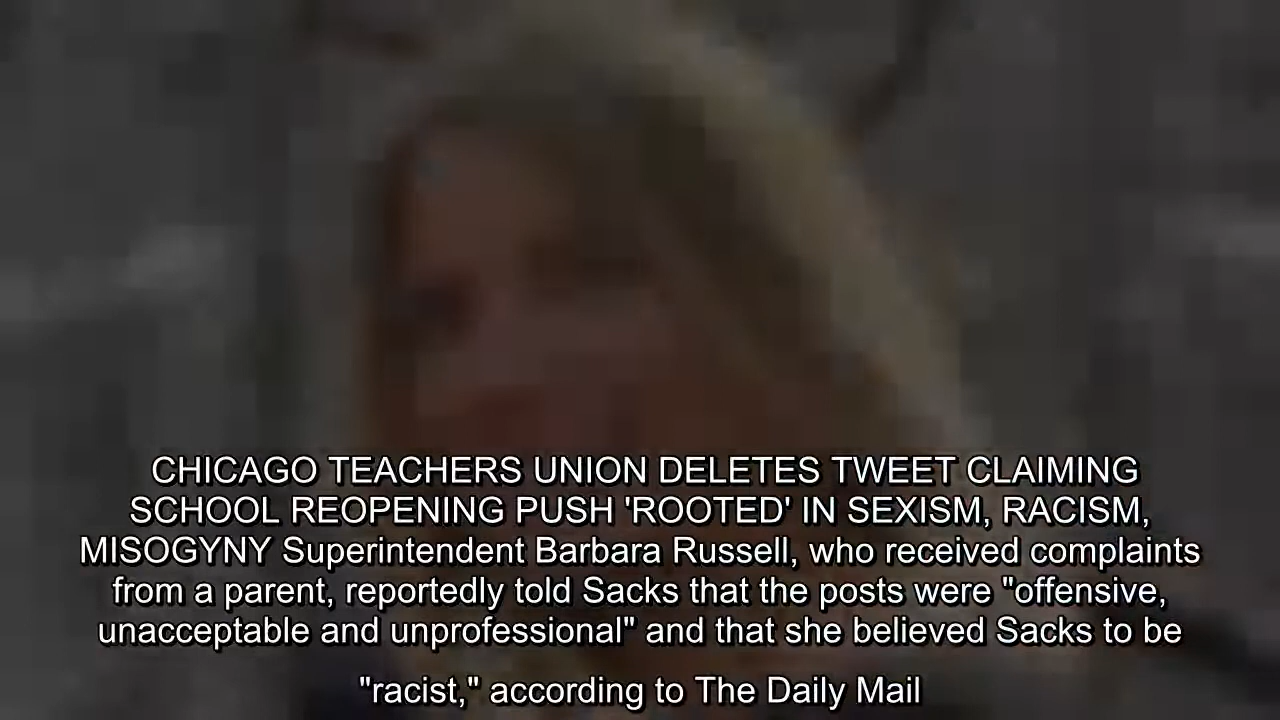 CHICAGO TEACHERS UNION DELETES TWEET CLAIMING
SCHOOL REOPENING PUSH 'ROOTED' IN SEXISM, RACISM,
MISOGYNY Superintendent Barbara Russell, who received complaints
from a parent, reportedly told Sacks that the posts were "offensive,
unacceptable and unprofessional" and that she believed Sacks to be
"racist," according to The Daily Mail